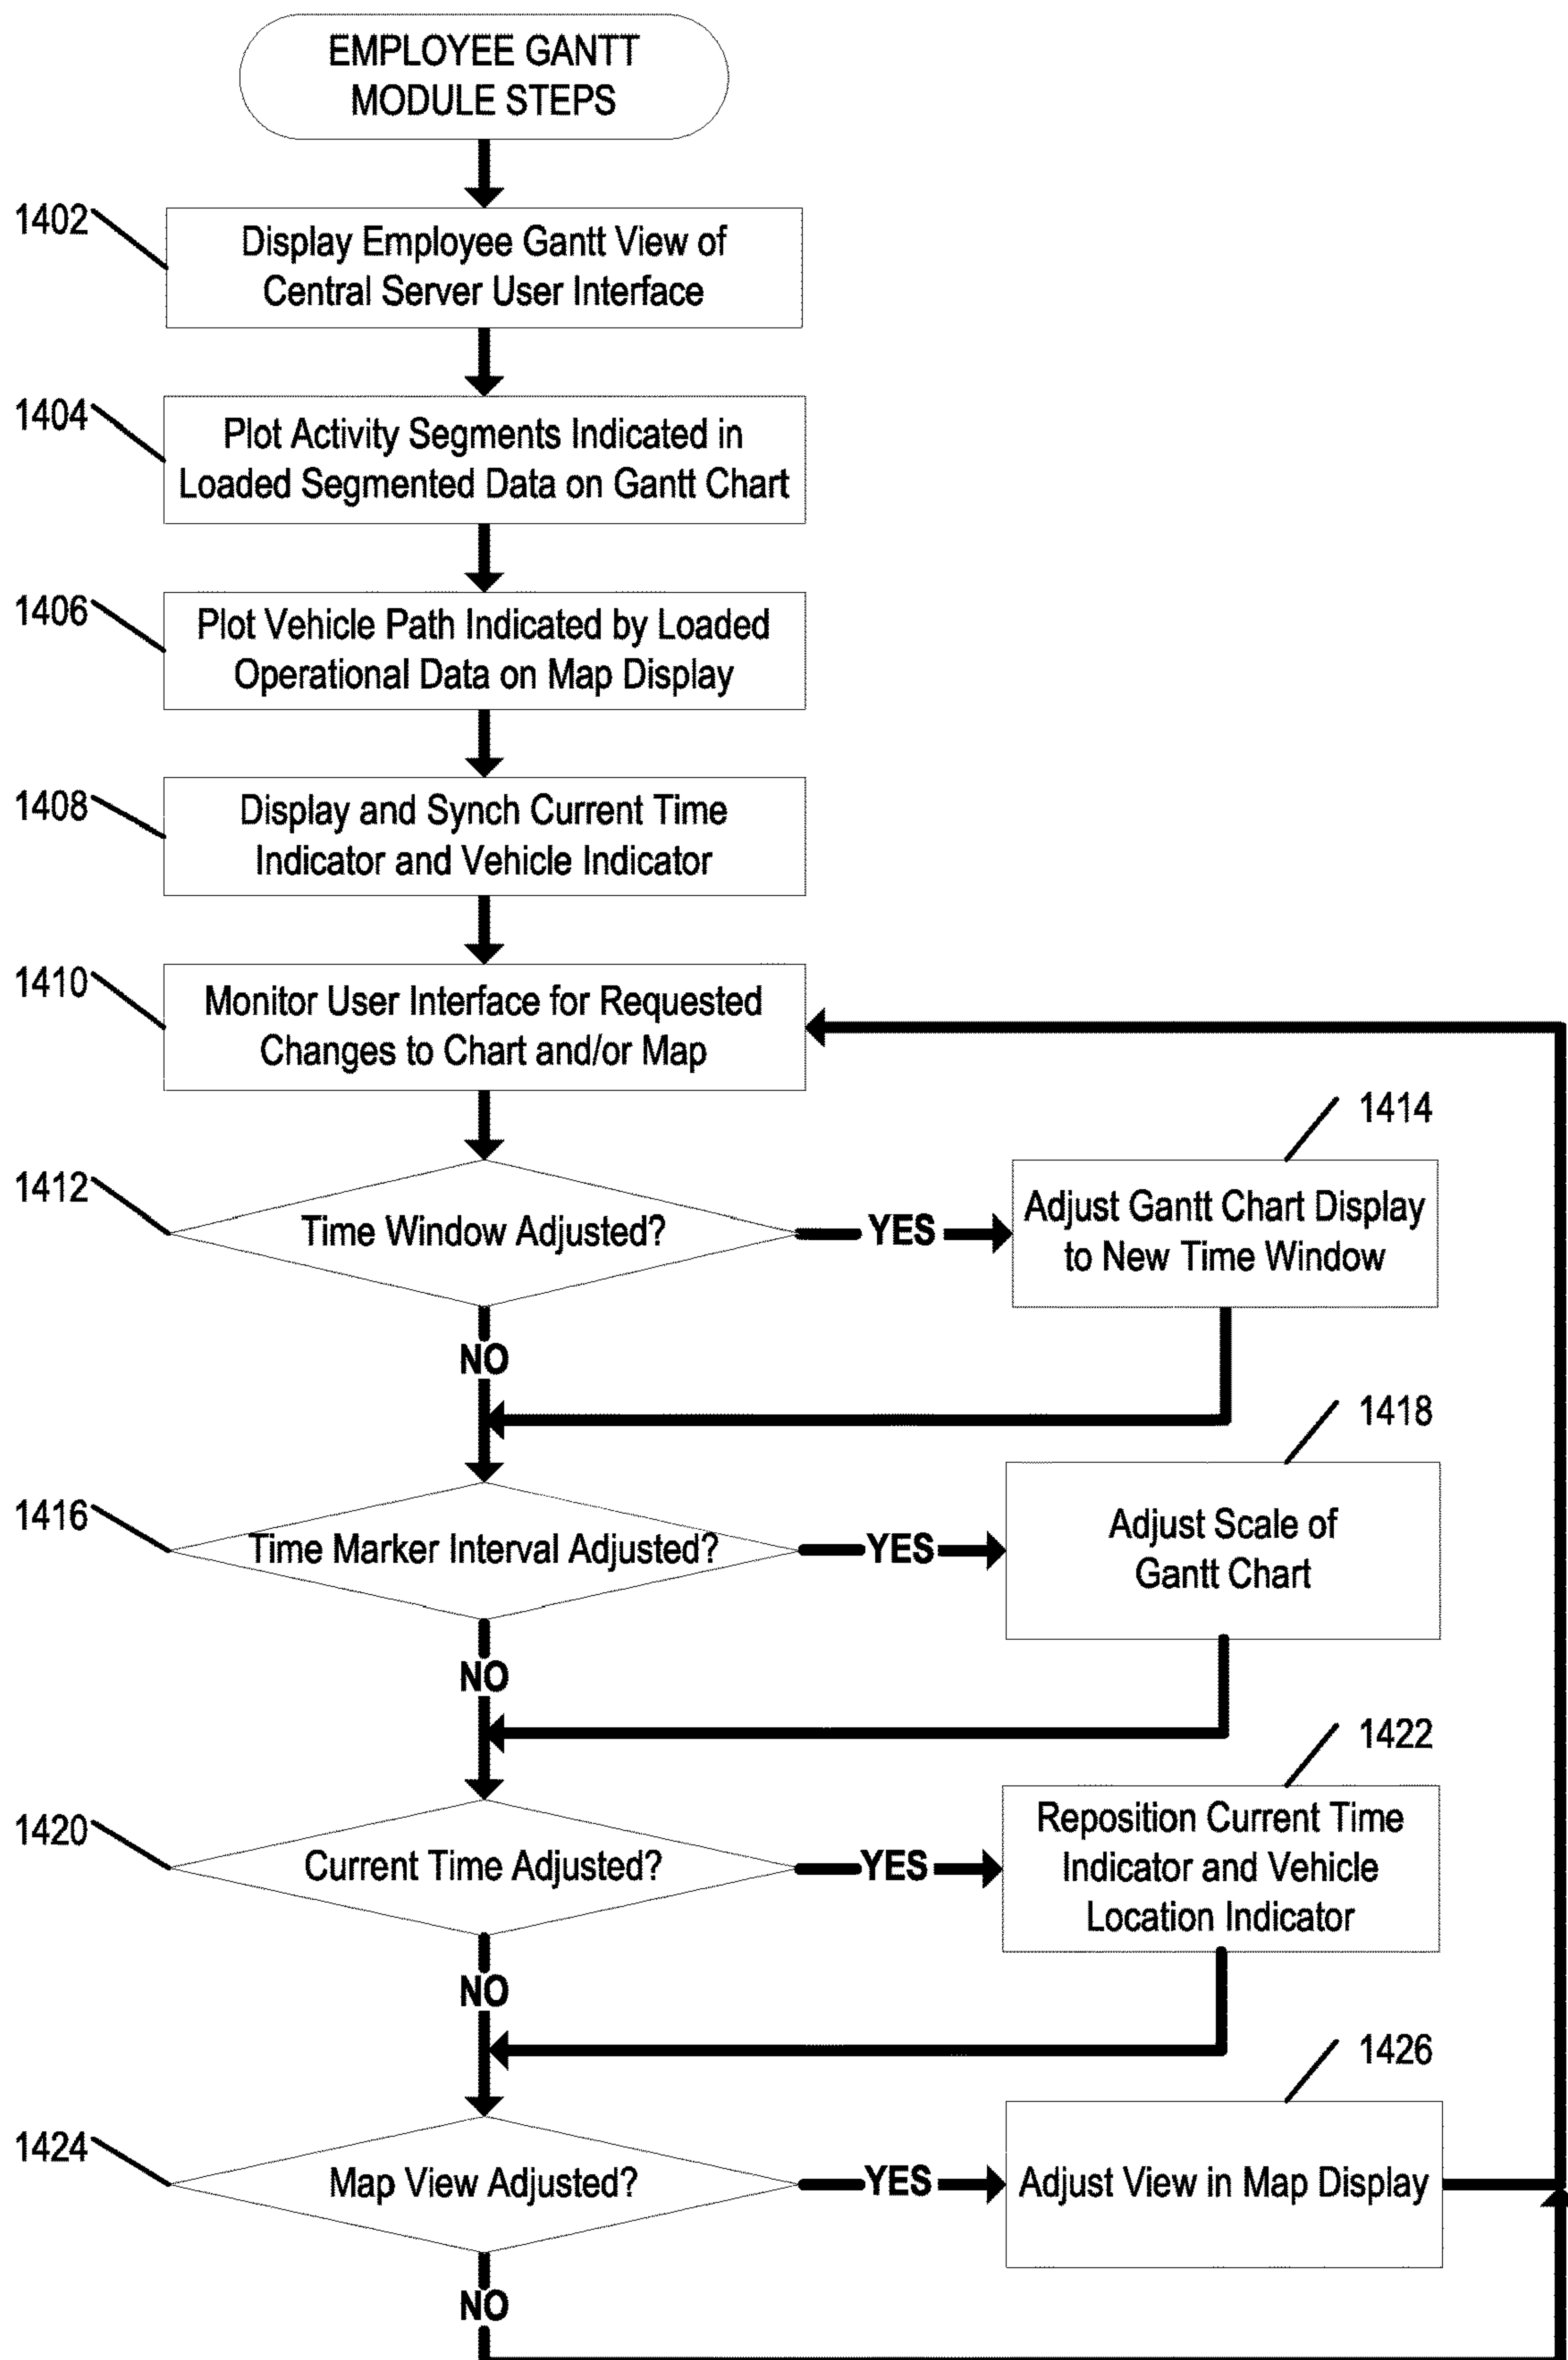 EMPLOYEE GANTT
MODULE STEPS
1402
Display Employee Gantt View of
Central Server User Interface
1404
Plot Activity Segments Indicated in
Loaded Segmented Data on Gantt Chart
1406
Plot Vehicle Path Indicated by Loaded
Operational Data on Map Display
1408
Display and Synch Current Time
Indicator and Vehicle Indicator
1410
Monitor User Interface for Requested
Changes to Chart and/or Map
1412
Time Window Adjusted?
YES
1414
Adjust Gantt Chart Display
to New Time Window
NO
1416
Time Marker Interval Adjusted?
YES
1418
Adjust Scale of
Gantt Chart
NO
1420
Current Time Adjusted?
YES
1422
Reposition Current Time
Indicator and Vehicle
Location Indicator
NO
1424
Map View Adjusted?
YES
1426
Adjust View in Map Display
NO